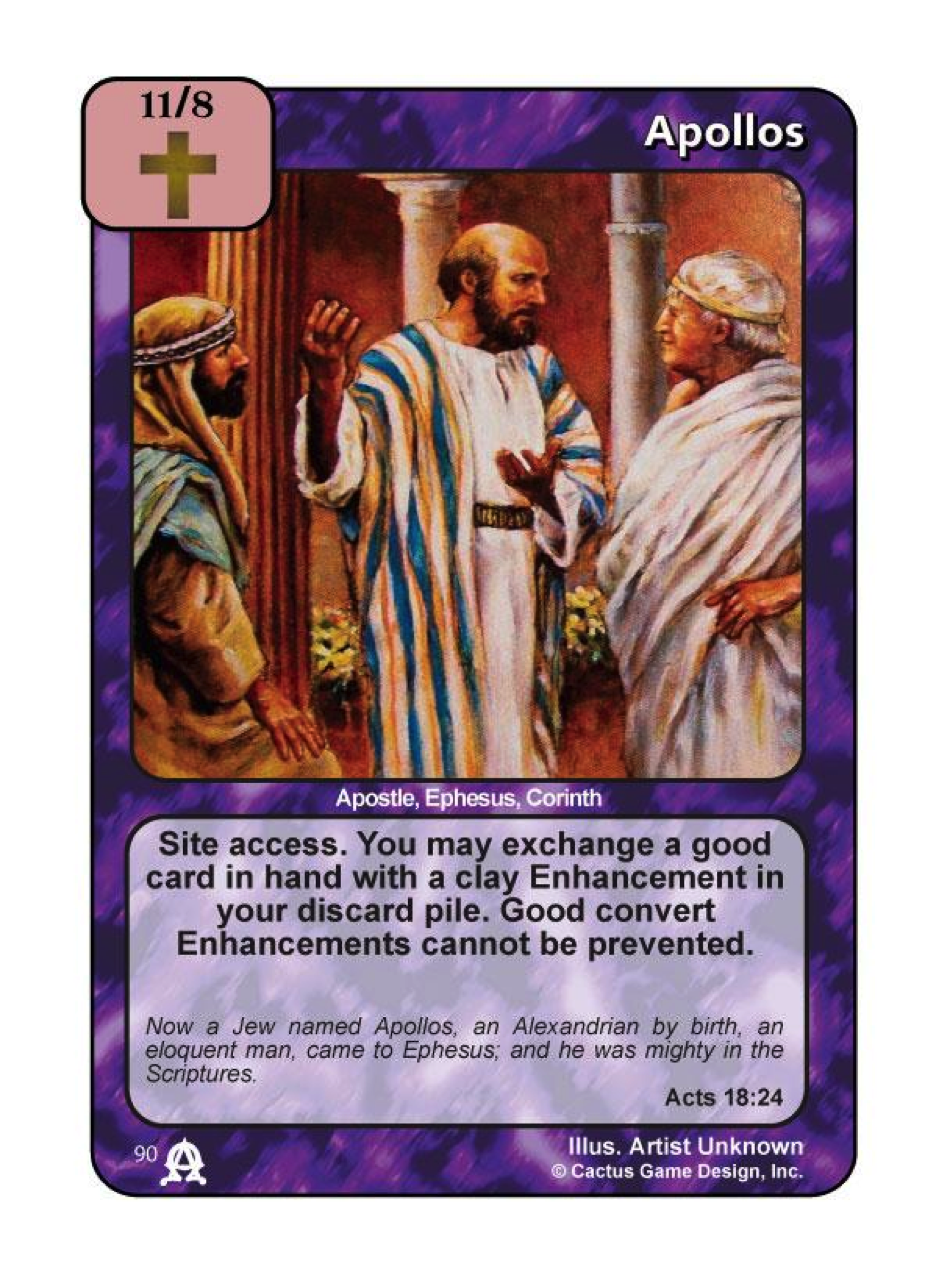 11/8
Apollos
Apostle, Ephesus, Corinth
Site access. You may exchange a good
card in hand with a clay Enhancement in
your discard pile. Good convert
Enhancements cannot be prevented.
Now a Jew named Apollos, an Alexandrian by birth, an
eloquent man, came to Ephesus; and he was mighty in the
Scriptures.
Acts 18:24
90
Illus. Artist Unknown
© Cactus Game Design, Inc.